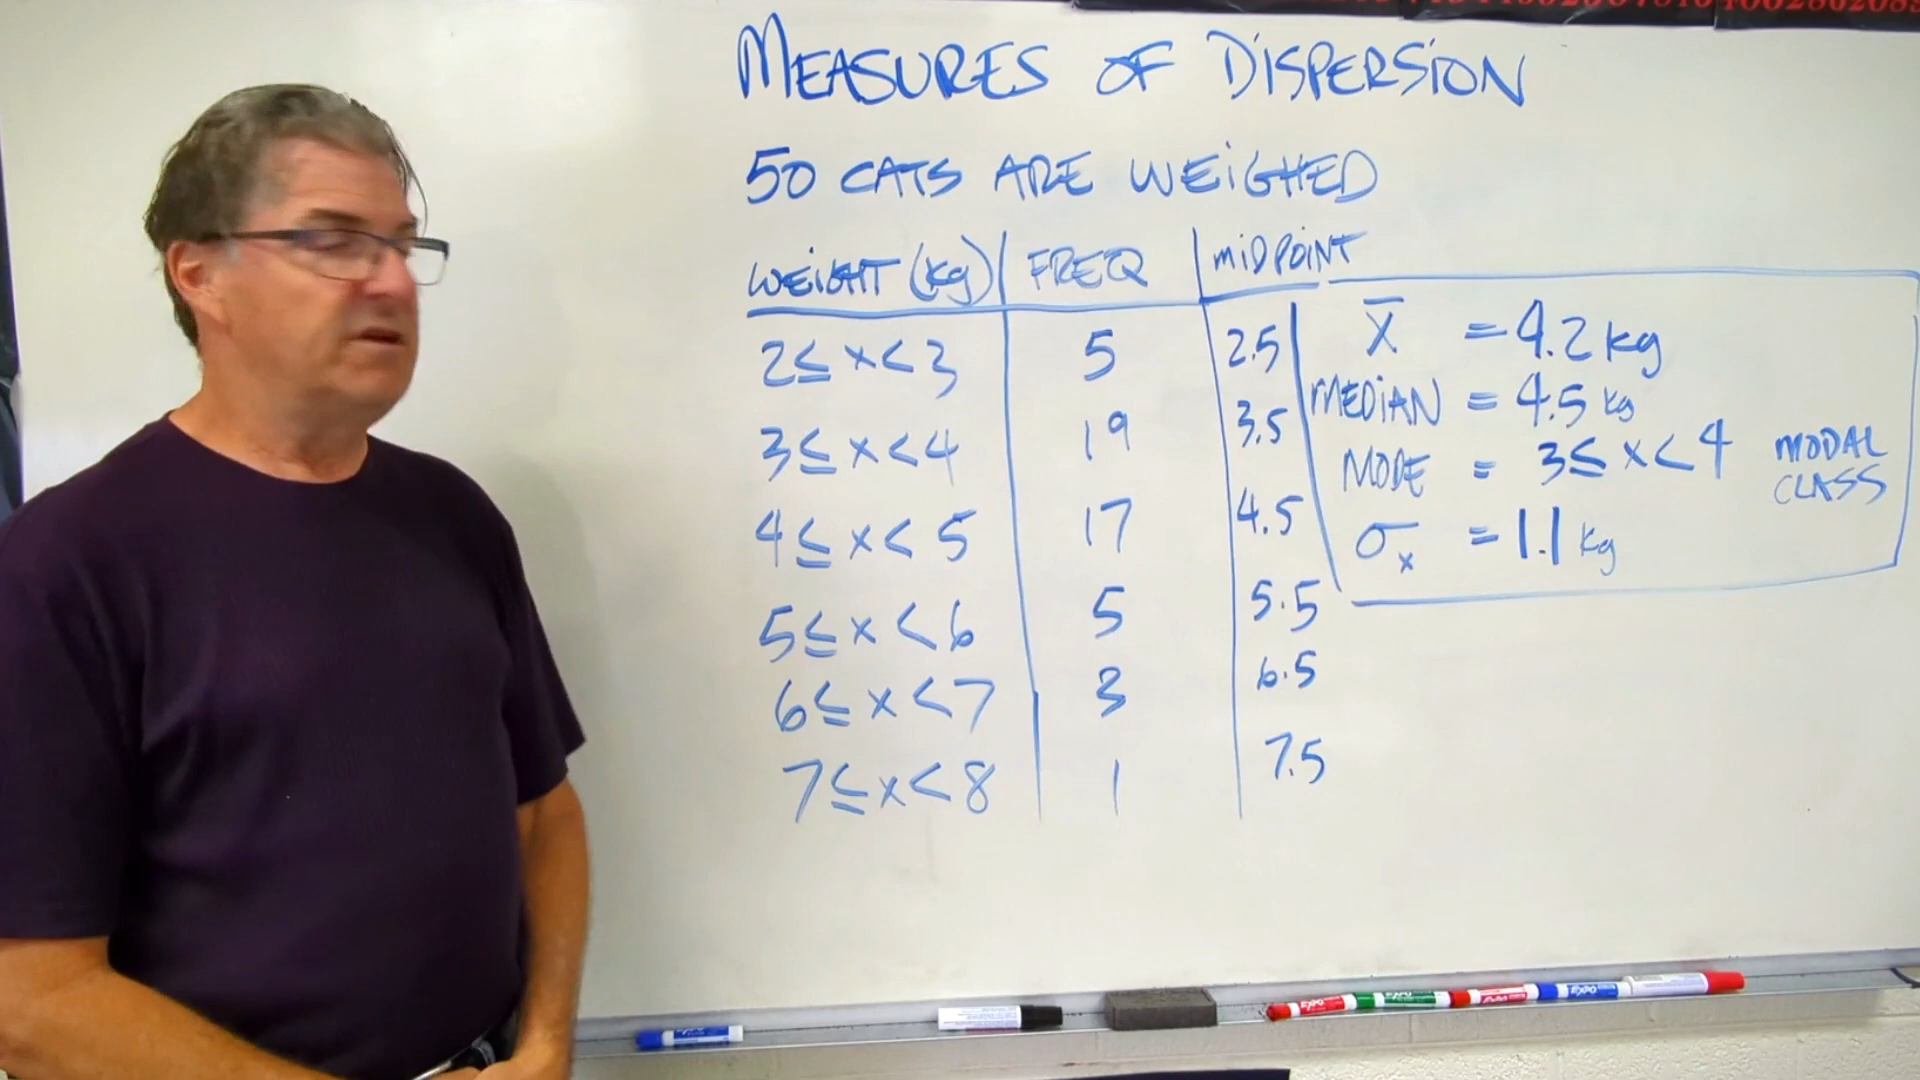 MEASURES OF DISPERSION
50 CATS ARE WEIGHED
WEIGHT (kg) FREQ MIDPOINT
2≤ x<3 5 2.5
3≤ x<4 19 3.5
4≤ x<5 17 4.5
5≤ x<6 5 5.5
6≤ x<7 3 6.5
7≤ x<8 1 7.5
x̄ = 4.2 kg
MEDIAN = 4.5 kg
MODE = 3≤ x<4 MODAL CLASS
σx = 1.1 kg